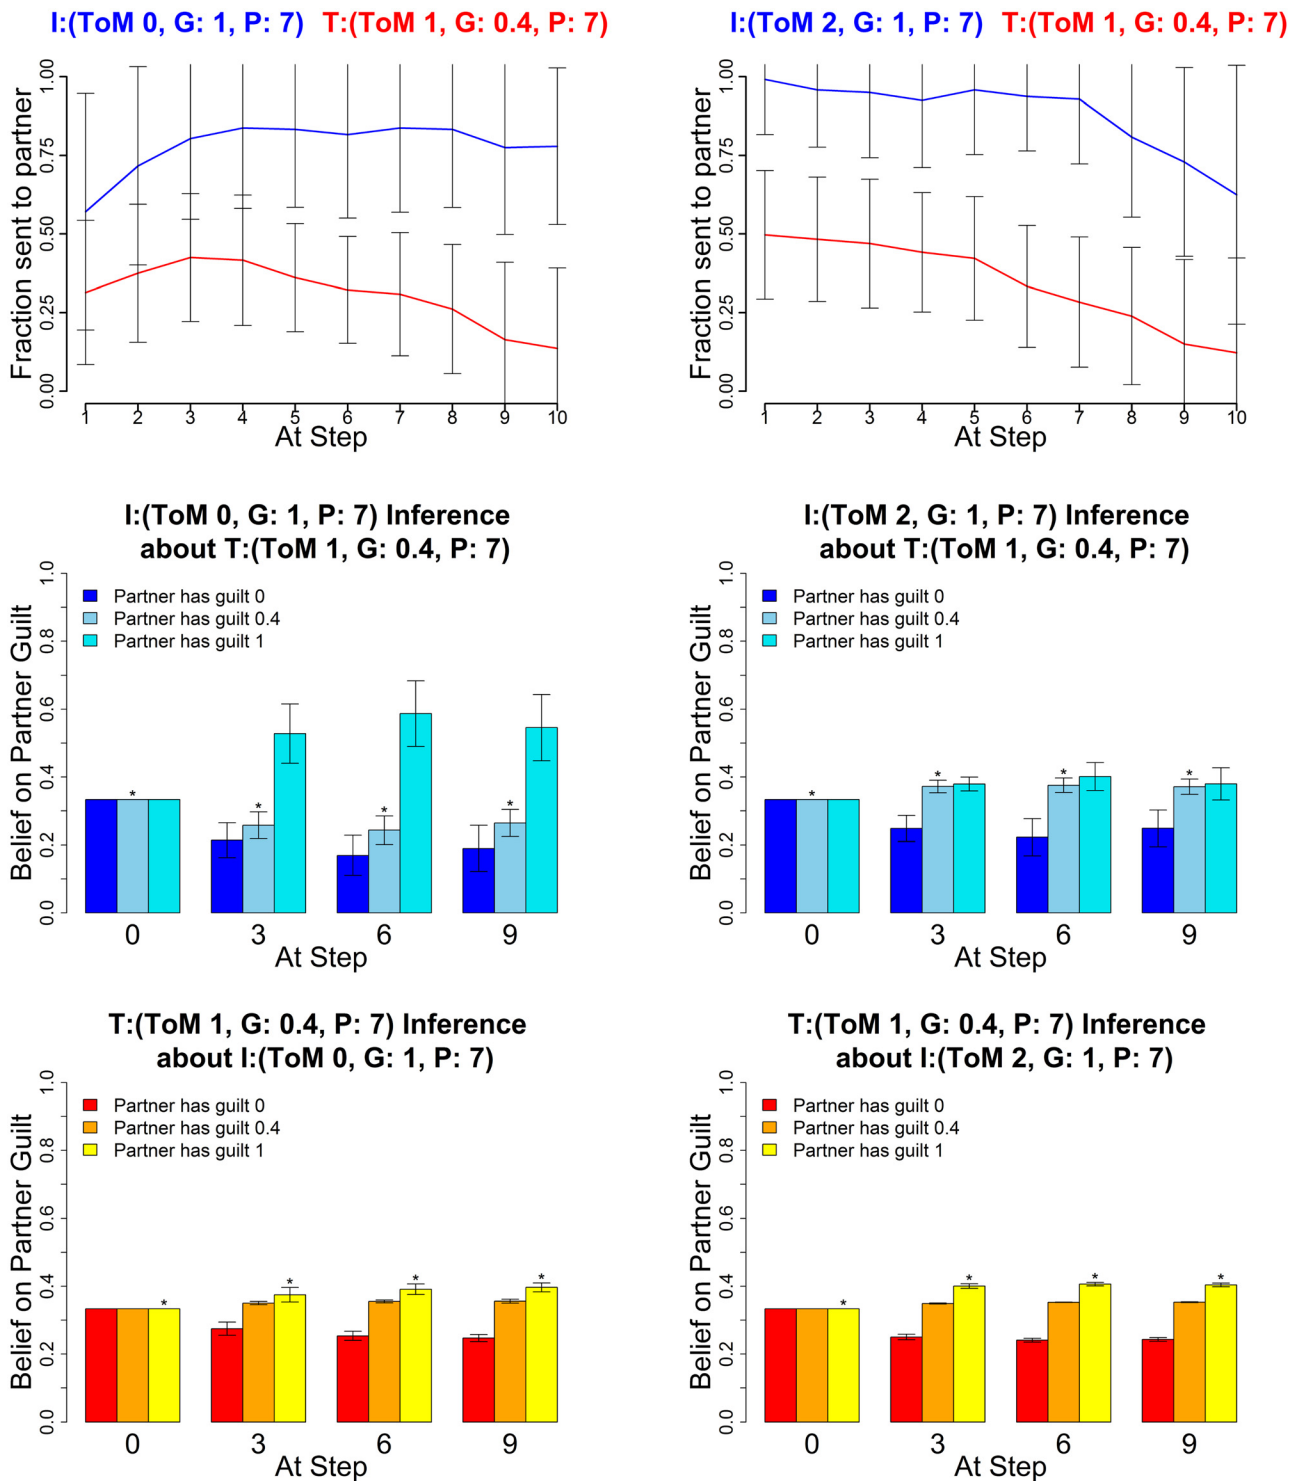 I:(ToM 0, G: 1, P: 7) T:(ToM 1, G: 0.4, P: 7)
Fraction sent to partner
1.00
0.75
0.50
0.25
0.00
1 2 3 4 5 6 7 8 9 10
At Step
I:(ToM 2, G: 1, P: 7) T:(ToM 1, G: 0.4, P: 7)
Fraction sent to partner
1.00
0.75
0.50
0.25
0.00
1 2 3 4 5 6 7 8 9 10
At Step
I:(ToM 0, G: 1, P: 7) Inference
about T:(ToM 1, G: 0.4, P: 7)
Belief on Partner Guilt
1.0
0.8
0.6
0.4
0.2
0.0
Partner has guilt 0
Partner has guilt 0.4
Partner has guilt 1
* * * *
0 3 6 9
At Step
I:(ToM 2, G: 1, P: 7) Inference
about T:(ToM 1, G: 0.4, P: 7)
Belief on Partner Guilt
1.0
0.8
0.6
0.4
0.2
0.0
Partner has guilt 0
Partner has guilt 0.4
Partner has guilt 1
* * * *
0 3 6 9
At Step
T:(ToM 1, G: 0.4, P: 7) Inference
about I:(ToM 0, G: 1, P: 7)
Belief on Partner Guilt
1.0
0.8
0.6
0.4
0.2
0.0
Partner has guilt 0
Partner has guilt 0.4
Partner has guilt 1
* * * *
0 3 6 9
At Step
T:(ToM 1, G: 0.4, P: 7) Inference
about I:(ToM 2, G: 1, P: 7)
Belief on Partner Guilt
1.0
0.8
0.6
0.4
0.2
0.0
Partner has guilt 0
Partner has guilt 0.4
Partner has guilt 1
* * * *
0 3 6 9
At Step